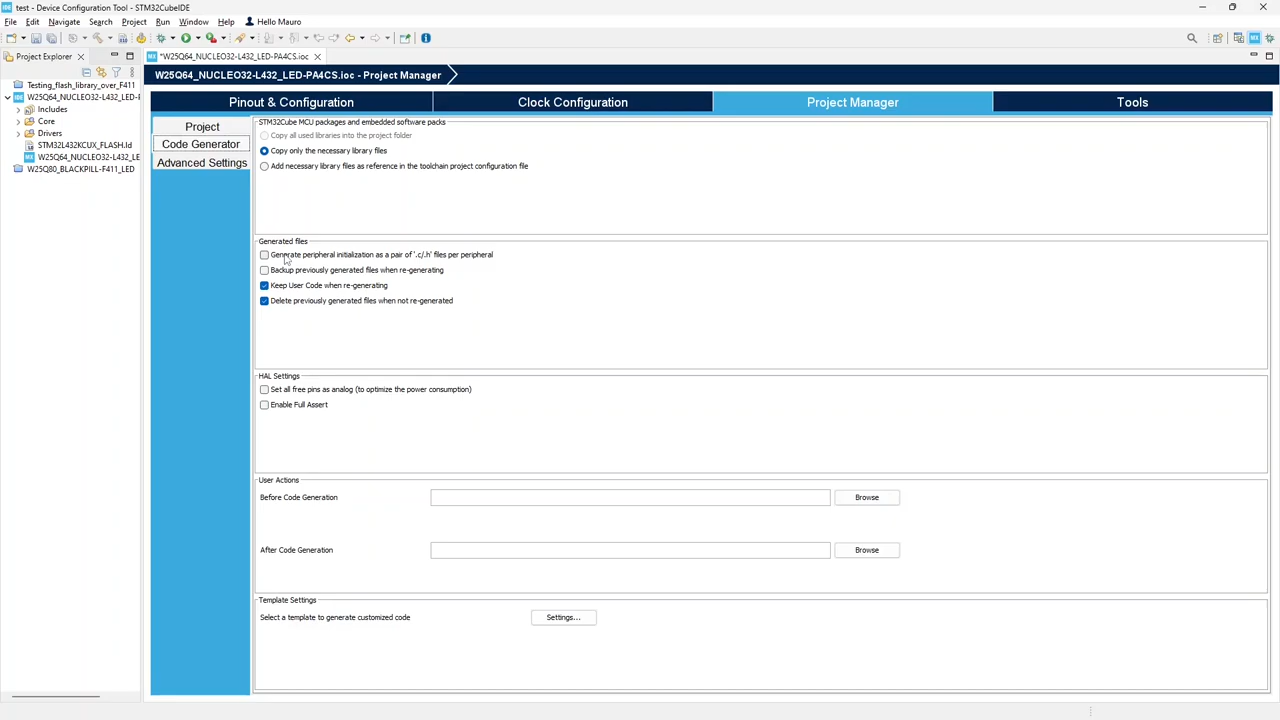 test - Device Configuration Tool - STM32CubeIDE
File Edit Navigate Search Project Run Window Help Hello Mauro
Project Explorer
*W25Q64_NUCLEO32-L432_LED-PA4CS.ioc
W25Q64_NUCLEO32-L432_LED-PA4CS.ioc - Project Manager
Testing_flash_library_over_F411
W25Q64_NUCLEO32-L432_LED-F
Includes
Core
Drivers
STM32L432KCUX_FLASH.ld
W25Q64_NUCLEO32-L432_LE
W25Q80_BLACKPILL-F411_LED
Pinout & Configuration
Clock Configuration
Project Manager
Tools
Project
Code Generator
Advanced Settings
STM32Cube MCU packages and embedded software packs
Copy all used libraries into the project folder
Copy only the necessary library files
Add necessary library files as reference in the toolchain project configuration file
Generated files
Generate peripheral initialization as a pair of '.c/.h' files per peripheral
Backup previously generated files when re-generating
Keep User Code when re-generating
Delete previously generated files when not re-generated
HAL Settings
Set all free pins as analog (to optimize the power consumption)
Enable Full Assert
User Actions
Before Code Generation
Browse
After Code Generation
Browse
Template Settings
Select a template to generate customized code
Settings...